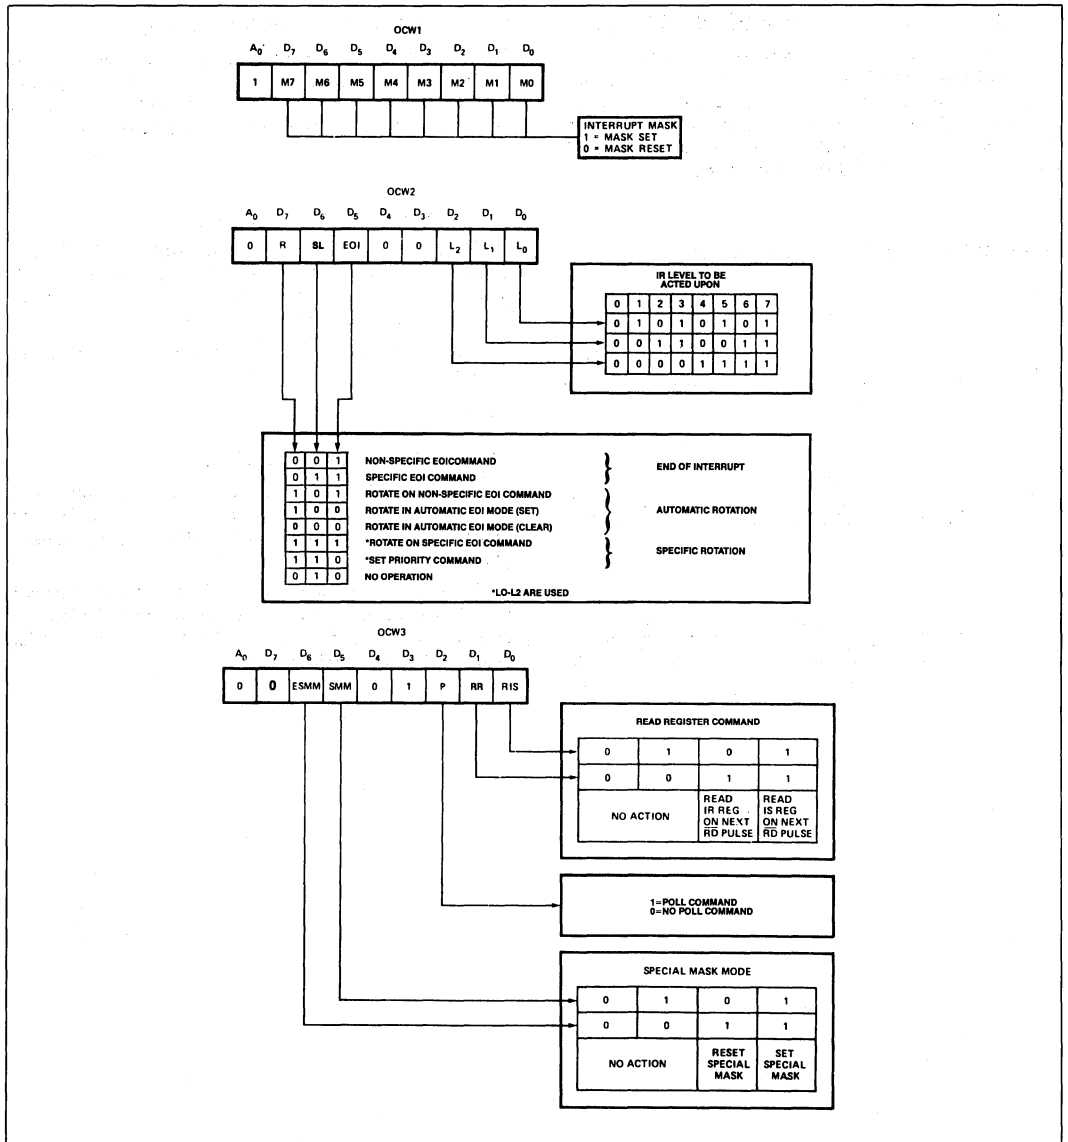 OCW1
A0 D7 D6 D5 D4 D3 D2 D1 D0
1 M7 M6 M5 M4 M3 M2 M1 M0
INTERRUPT MASK
1 = MASK SET
0 = MASK RESET
OCW2
A0 D7 D6 D5 D4 D3 D2 D1 D0
0 R SL EOI 0 0 L2 L1 L0
IR LEVEL TO BE
ACTED UPON
0 1 2 3 4 5 6 7
0 1 0 1 0 1 0 1
0 0 1 1 0 0 1 1
0 0 0 0 1 1 1 1
0 0 1 NON-SPECIFIC EOICOMMAND
0 1 1 SPECIFIC EOI COMMAND
END OF INTERRUPT
1 0 1 ROTATE ON NON-SPECIFIC EOI COMMAND
1 0 0 ROTATE IN AUTOMATIC EOI MODE (SET)
0 0 0 ROTATE IN AUTOMATIC EOI MODE (CLEAR)
AUTOMATIC ROTATION
1 1 1 *ROTATE ON SPECIFIC EOI COMMAND
1 1 0 *SET PRIORITY COMMAND
SPECIFIC ROTATION
0 1 0 NO OPERATION
*LO-L2 ARE USED
OCW3
A0 D7 D6 D5 D4 D3 D2 D1 D0
0 0 ESMM SMM 0 1 P RR RIS
READ REGISTER COMMAND
0 1 0 1
0 0 1 1
NO ACTION
READ
IR REG
ON NEXT
RD PULSE
READ
IS REG
ON NEXT
RD PULSE
1=POLL COMMAND
0=NO POLL COMMAND
SPECIAL MASK MODE
0 1 0 1
0 0 1 1
NO ACTION
RESET
SPECIAL
MASK
SET
SPECIAL
MASK